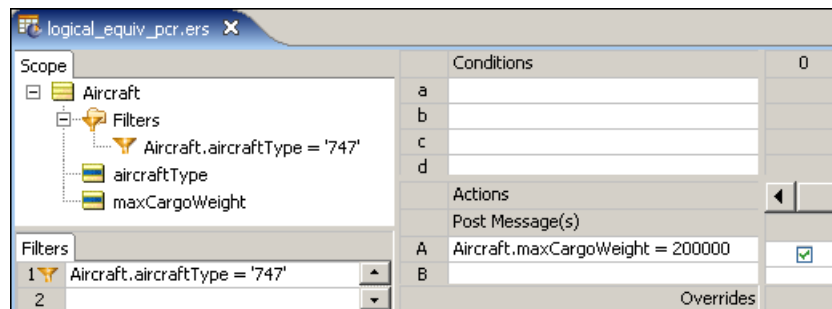 logical_equiv_pcr.ers
Scope
Aircraft
Filters
Aircraft.aircraftType = '747'
aircraftType
maxCargoWeight
Filters
1 Aircraft.aircraftType = '747'
2
Conditions 0
a
b
c
d
Actions
Post Message(s)
A Aircraft.maxCargoWeight = 200000
B
Overrides